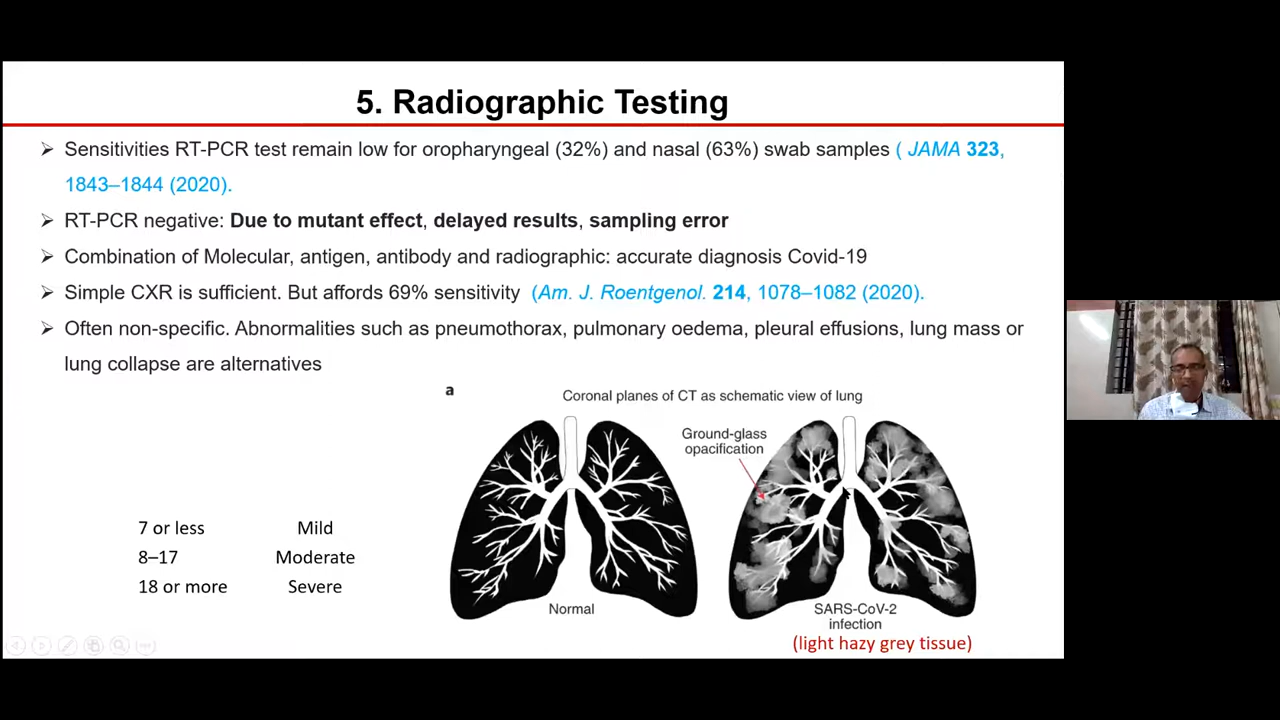 5. Radiographic Testing
➢ Sensitivities RT-PCR test remain low for oropharyngeal (32%) and nasal (63%) swab samples ( JAMA 323,
1843–1844 (2020).
➢ RT-PCR negative: Due to mutant effect, delayed results, sampling error
➢ Combination of Molecular, antigen, antibody and radiographic: accurate diagnosis Covid-19
➢ Simple CXR is sufficient. But affords 69% sensitivity (Am. J. Roentgenol. 214, 1078–1082 (2020).
➢ Often non-specific. Abnormalities such as pneumothorax, pulmonary oedema, pleural effusions, lung mass or
lung collapse are alternatives
a
Coronal planes of CT as schematic view of lung
Ground-glass
opacification
7 or less Mild
8–17 Moderate
18 or more Severe
Normal
SARS-CoV-2
infection
(light hazy grey tissue)